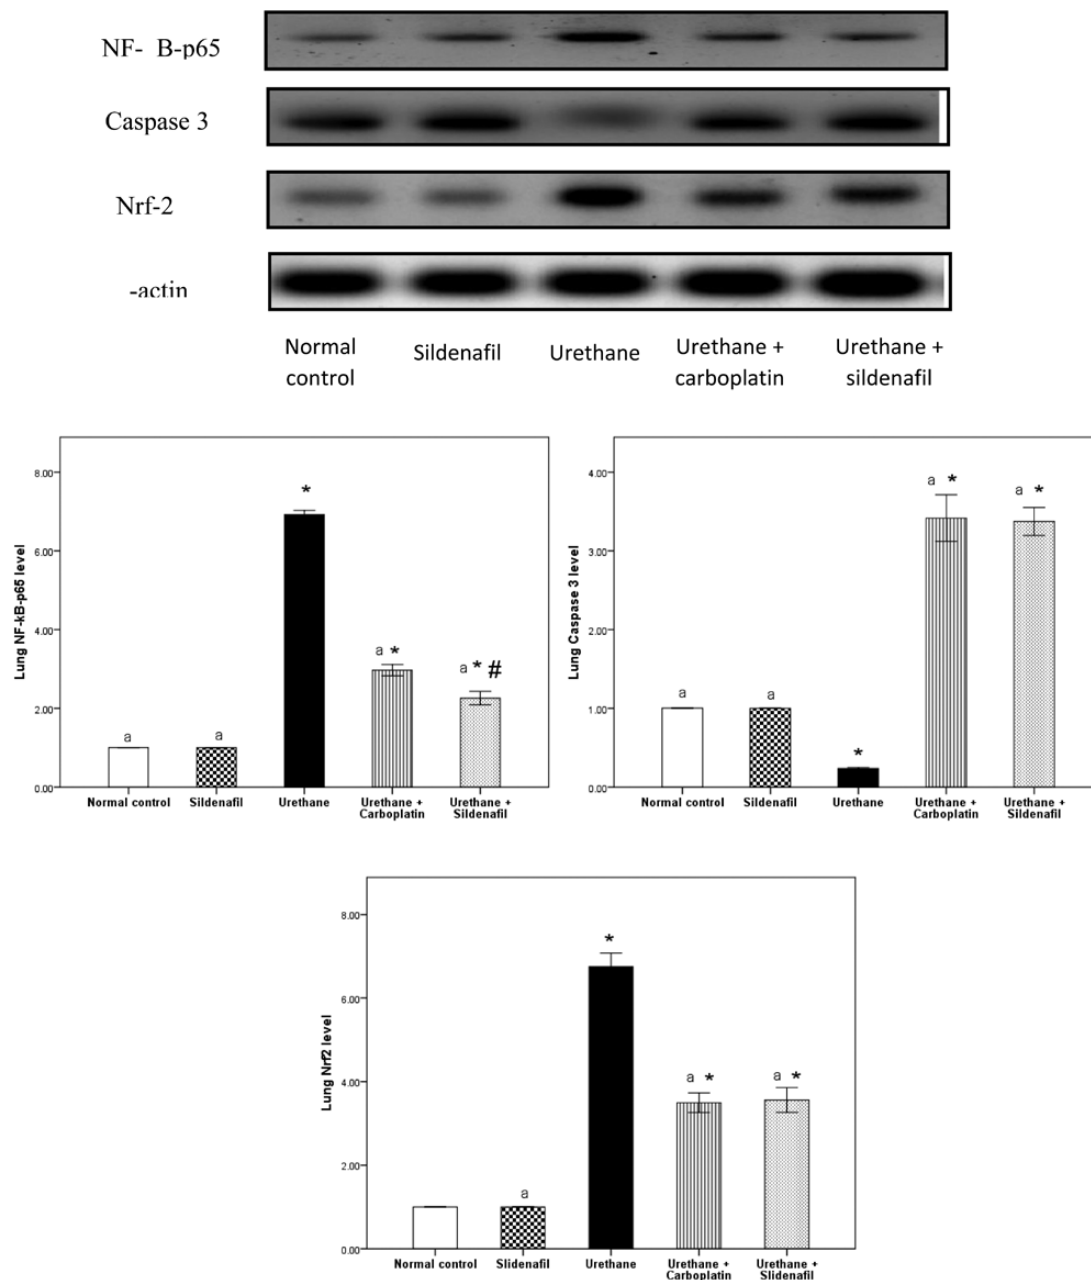 NF- B-p65
Caspase 3
Nrf-2
-actin
Normal control
Sildenafil
Urethane
Urethane + carboplatin
Urethane + sildenafil
Lung NF-kB-p65 level
8.00
6.00
4.00
2.00
0.00
a
a
*
a *
a * #
Normal control
Sildenafil
Urethane
Urethane + Carboplatin
Urethane + Sildenafil
Lung Caspase 3 level
4.00
3.00
2.00
1.00
0.00
a
a
*
a *
a *
Normal control
Sildenafil
Urethane
Urethane + Carboplatin
Urethane + Sildenafil
Lung Nrf2 level
8.00
6.00
4.00
2.00
0.00
a
*
a *
a *
Normal control
Slidenafil
Urethane
Urethane + Carboplatin
Urethane + Slidenafil